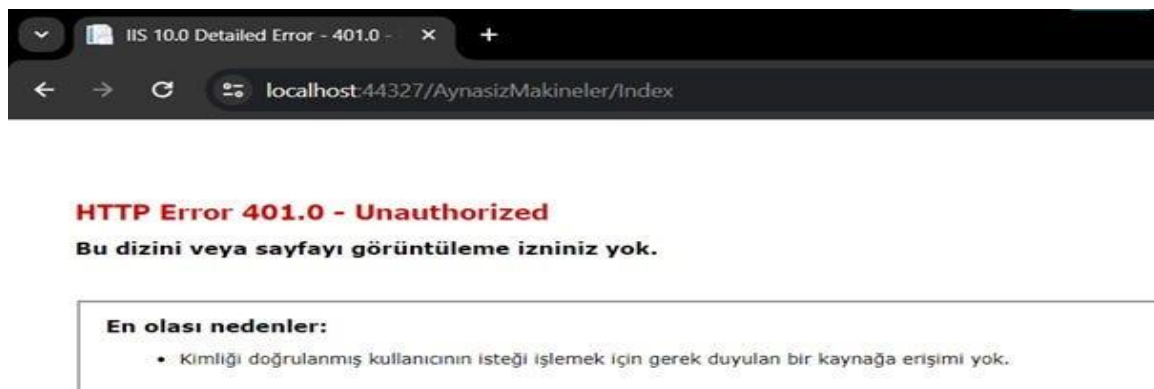 IIS 10.0 Detailed Error - 401.0 -
localhost:44327/AynasizMakineler/Index
HTTP Error 401.0 - Unauthorized
Bu dizini veya sayfayı görüntüleme izniniz yok.
En olası nedenler:
• Kimliği doğrulanmış kullanıcının isteği işlemek için gerek duyulan bir kaynağa erişimi yok.